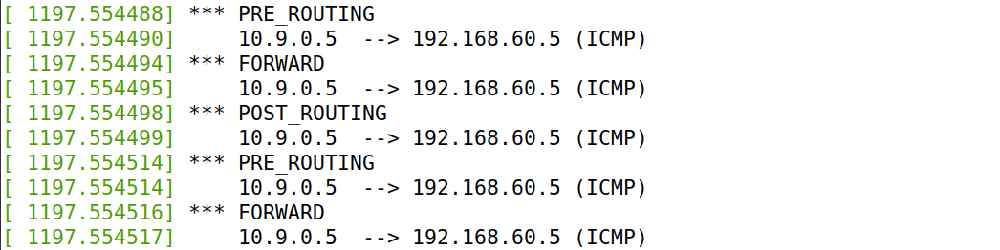 [ 1197.554488] *** PRE_ROUTING
[ 1197.554490]     10.9.0.5  --> 192.168.60.5 (ICMP)
[ 1197.554494] *** FORWARD
[ 1197.554495]     10.9.0.5  --> 192.168.60.5 (ICMP)
[ 1197.554498] *** POST_ROUTING
[ 1197.554499]     10.9.0.5  --> 192.168.60.5 (ICMP)
[ 1197.554514] *** PRE_ROUTING
[ 1197.554514]     10.9.0.5  --> 192.168.60.5 (ICMP)
[ 1197.554516] *** FORWARD
[ 1197.554517]     10.9.0.5  --> 192.168.60.5 (ICMP)